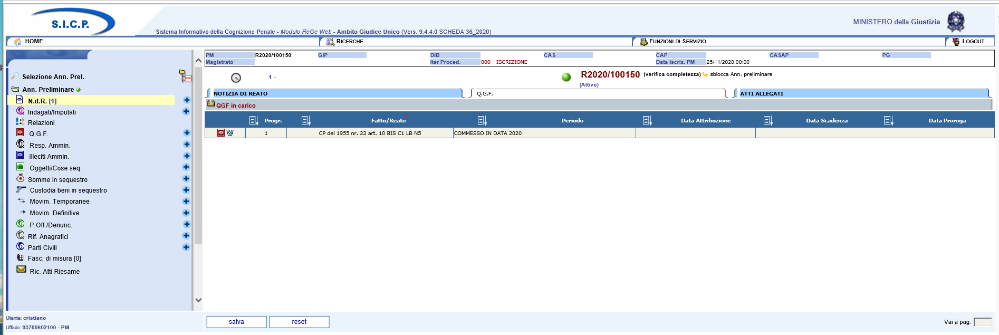 S.I.C.P.
Sistema Informativo della Cognizione Penale - Modulo ReGe Web - Ambito Giudice Unico (Vers. 9.4.4.0 SCHEDA 36_2020)
MINISTERO della Giustizia
HOME
RICERCHE
FUNZIONI DI SERVIZIO
LOGOUT
PM R2020/100150 GIP DIB CAS CAP CASAP PG
Magistrato Iter Proced. 000 - ISCRIZIONE Data Iscriz. PM 25/11/2020 00:00
Selezione Ann. Prel.
Ann. Preliminare
N.d.R. [1]
Indagati/Imputati
Relazioni
Q.G.F.
Resp. Ammin.
Illeciti Ammin.
Oggetti/Cose seq.
Somme in sequestro
Custodia beni in sequestro
Movim. Temporanee
Movim. Definitive
P.Off./Denunc.
Rif. Anagrafici
Parti Civili
Fasc. di misura [0]
Ric. Atti Riesame
Utente: cristiano
Ufficio: 03700602100 - PM
1 -
R2020/100150 (verifica completezza) sblocca Ann. preliminare
(Attivo)
NOTIZIA DI REATO
Q.G.F.
ATTI ALLEGATI
QGF in carico
Progr. Fatto/Reato* Periodo Data Attribuzione Data Scadenza Data Proroga
1 CP del 1955 nr. 23 art. 10 BIS C1 LB N5 COMMESSO IN DATA 2020
salva
reset
Vai a pag.